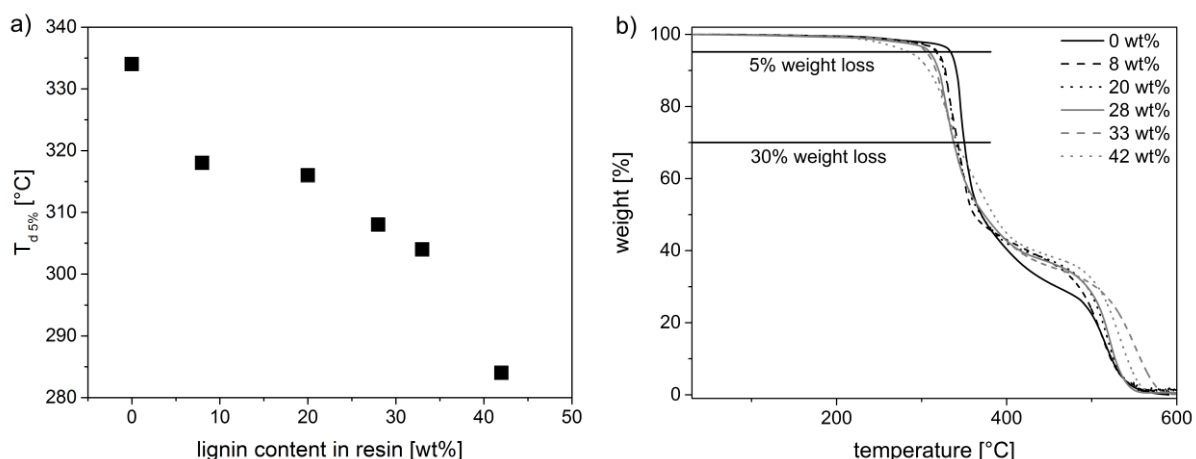 a)
340
330
320
310
300
290
280
T d 5% [°C]
0
10
20
30
40
50
lignin content in resin [wt%]
b)
100
80
60
40
20
0
weight [%]
5% weight loss
30% weight loss
0 wt%
8 wt%
20 wt%
28 wt%
33 wt%
42 wt%
200
400
600
temperature [°C]